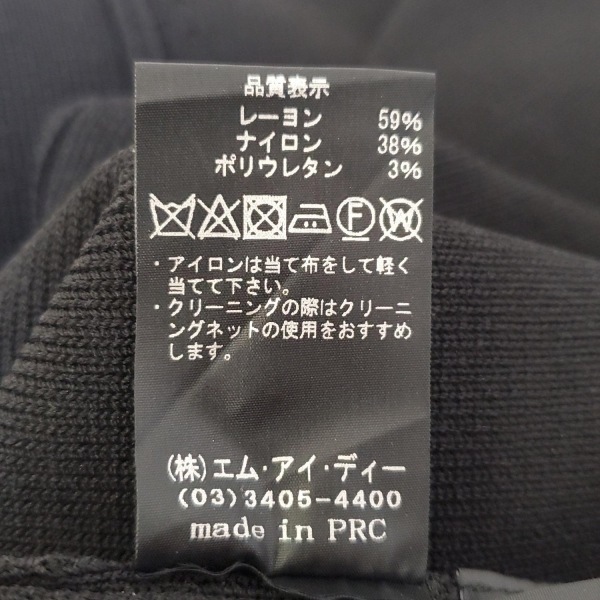 品質表示
レーヨン 59%
ナイロン 38%
ポリウレタン 3%
F W
・アイロンは当て布をして軽く
当てて下さい。
・クリーニングの際はクリーニ
ングネットの使用をおすすめ
します。
(株)エム・アイ・ディー
(03)3405-4400
made in PRC